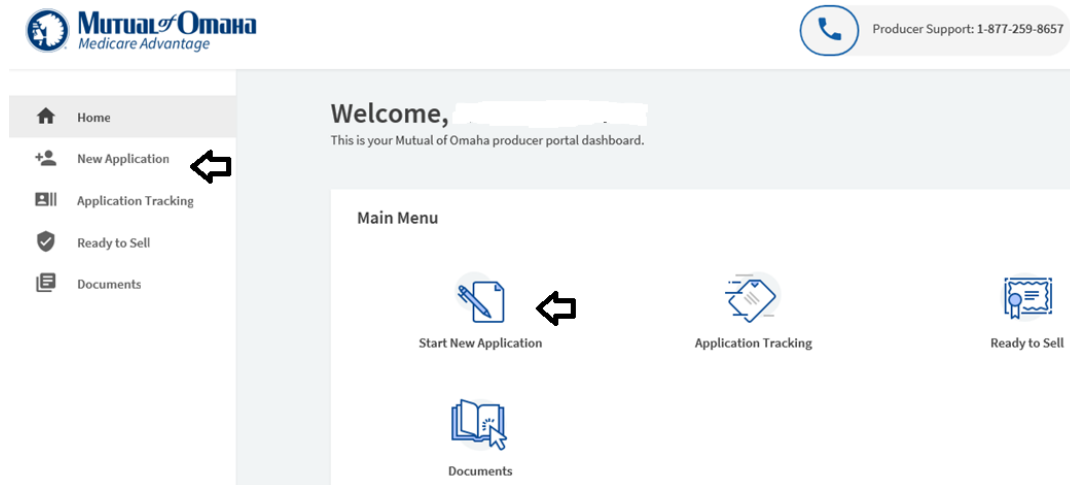 MUTUAL of OMAHA
Medicare Advantage
Producer Support: 1-877-259-8657
Home
New Application
Application Tracking
Ready to Sell
Documents
Welcome,
This is your Mutual of Omaha producer portal dashboard.
Main Menu
Start New Application
Application Tracking
Ready to Sell
Documents